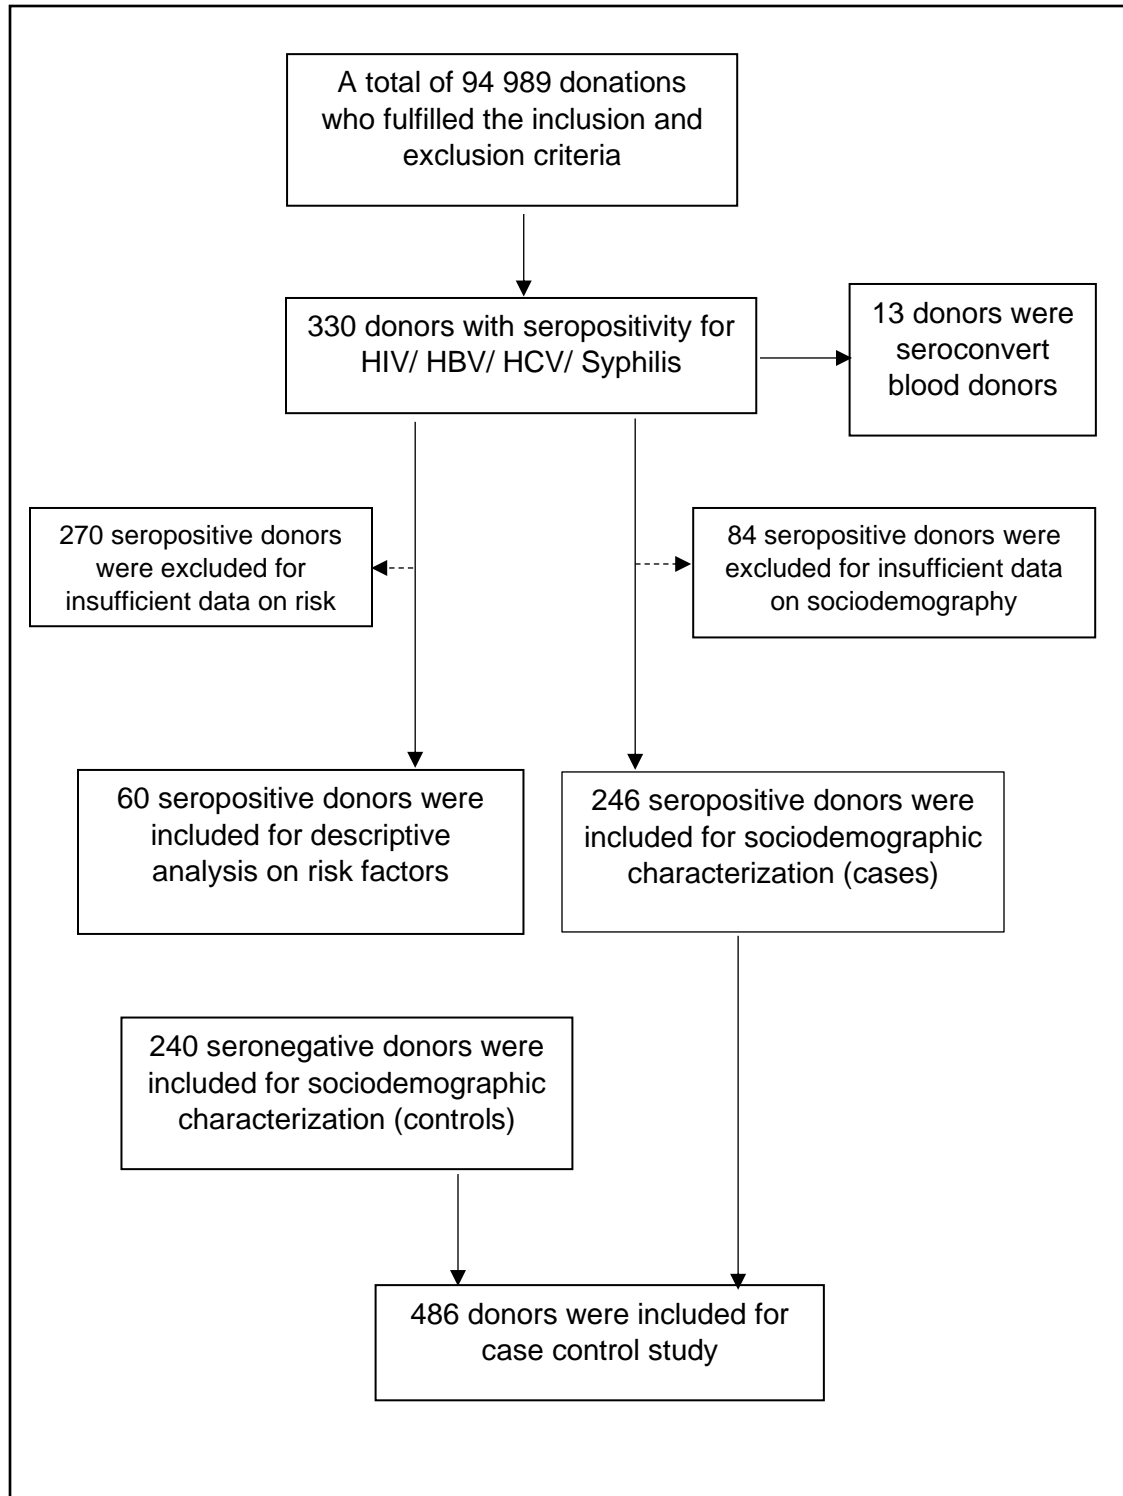 A total of 94 989 donations
who fulfilled the inclusion and
exclusion criteria
330 donors with seropositivity for
HIV/ HBV/ HCV/ Syphilis
13 donors were
seroconvert
blood donors
270 seropositive donors
were excluded for
insufficient data on risk
84 seropositive donors were
excluded for insufficient data
on sociodemography
60 seropositive donors were
included for descriptive
analysis on risk factors
246 seropositive donors were
included for sociodemographic
characterization (cases)
240 seronegative donors were
included for sociodemographic
characterization (controls)
486 donors were included for
case control study